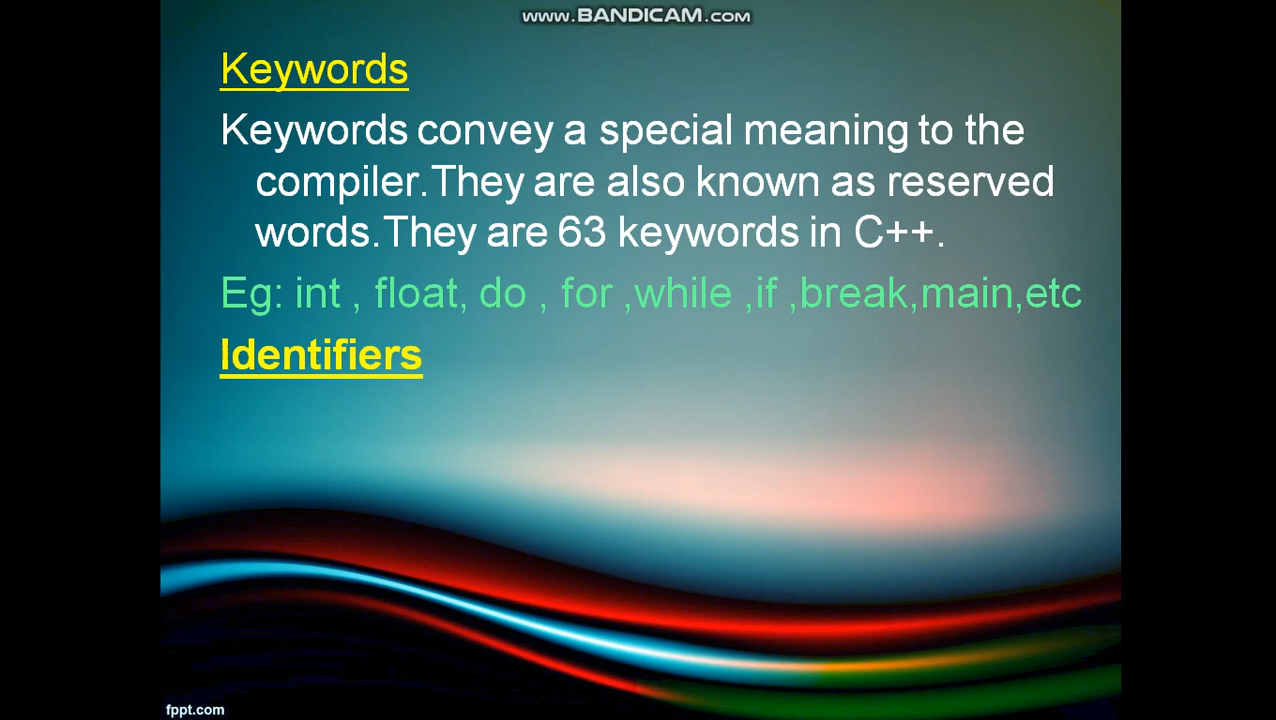 www.BANDICAM.com
Keywords
Keywords convey a special meaning to the
compiler.They are also known as reserved
words.They are 63 keywords in C++.
Eg: int , float, do , for ,while ,if ,break,main,etc
Identifiers
fppt.com